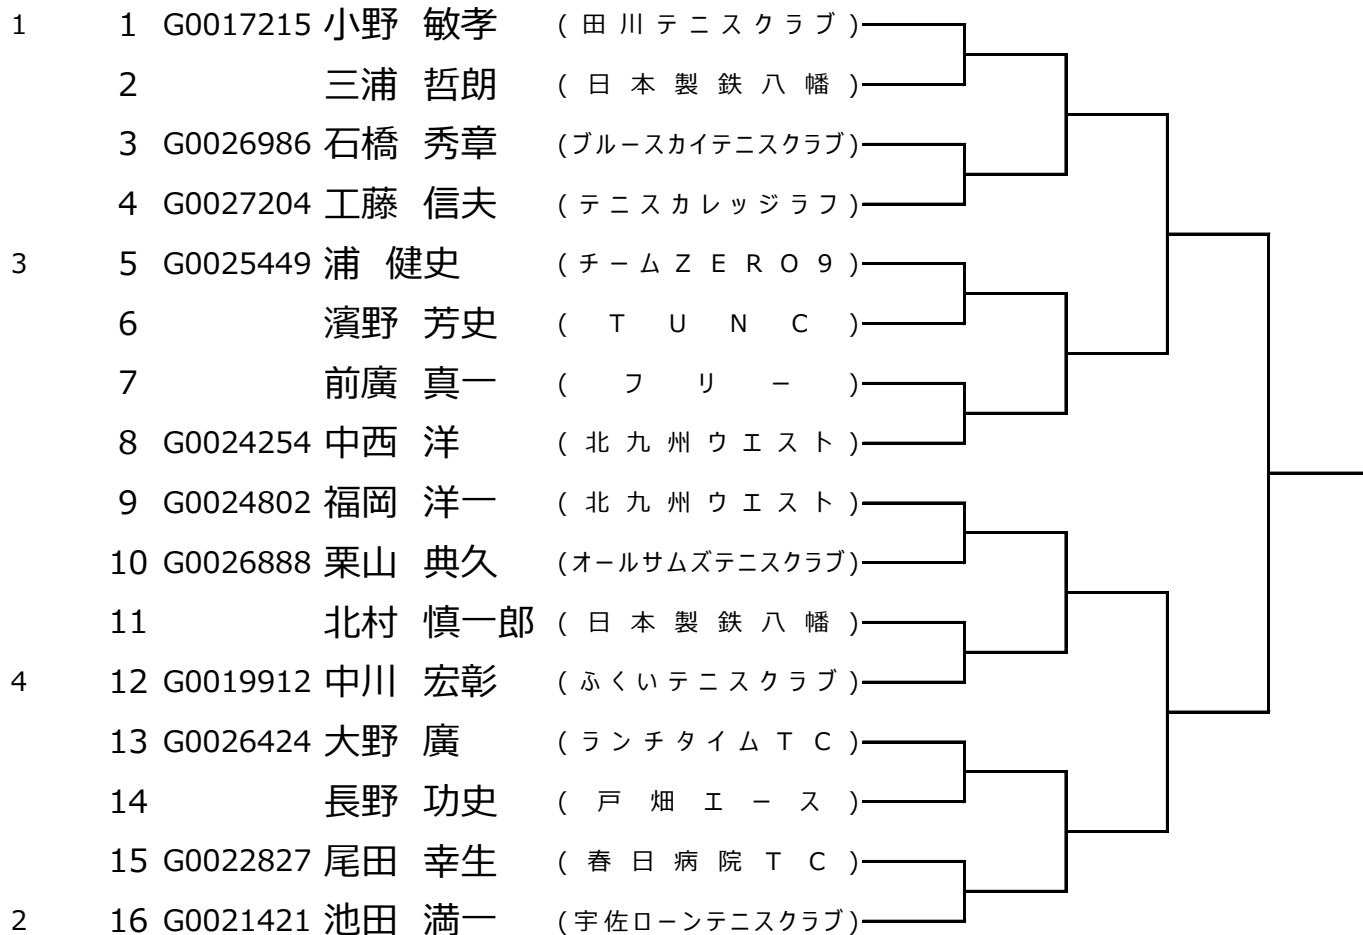 1 1 G0017215 小野 敏孝 (田川テニスクラブ)
2 三浦 哲朗 (日本製鉄八幡)
3 G0026986 石橋 秀章 (ブルースカイテニスクラブ)
4 G0027204 工藤 信夫 (テニスカレッジラフ)
3 5 G0025449 浦 健史 (チームZERO9)
6 濱野 芳史 (TUNC)
7 前廣 真一 (フリー)
8 G0024254 中西 洋 (北九州ウエスト)
9 G0024802 福岡 洋一 (北九州ウエスト)
10 G0026888 栗山 典久 (オールサムズテニスクラブ)
11 北村 慎一郎 (日本製鉄八幡)
4 12 G0019912 中川 宏彰 (ふくいテニスクラブ)
13 G0026424 大野 廣 (ランチタイムTC)
14 長野 功史 (戸畑エース)
15 G0022827 尾田 幸生 (春日病院TC)
2 16 G0021421 池田 満一 (宇佐ローンテニスクラブ)